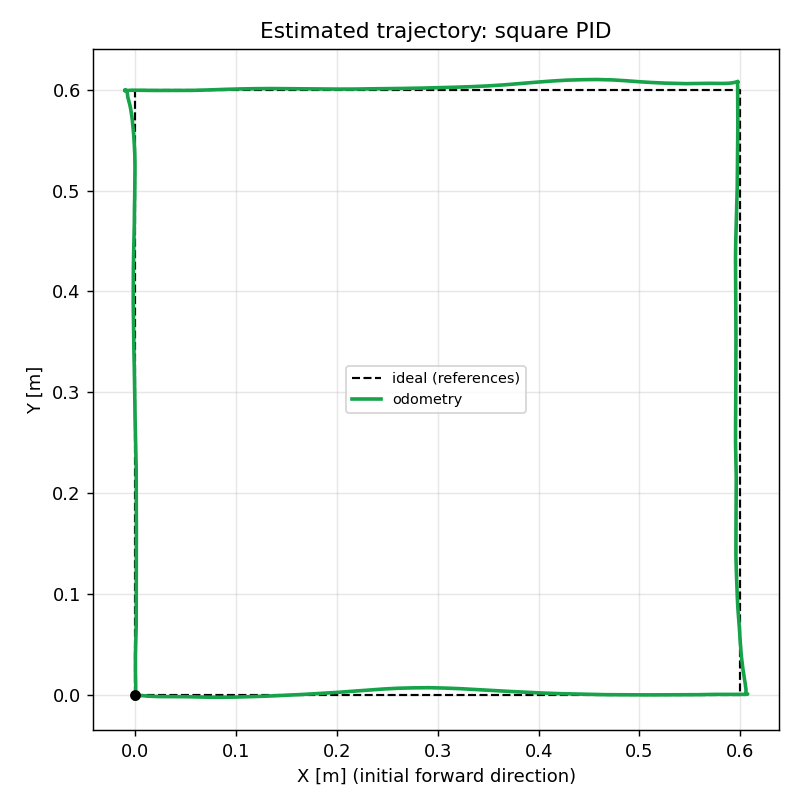 Estimated trajectory: square PID
Y [m]
0.6
0.5
0.4
0.3
0.2
0.1
0.0
ideal (references)
odometry
0.0 0.1 0.2 0.3 0.4 0.5 0.6
X [m] (initial forward direction)